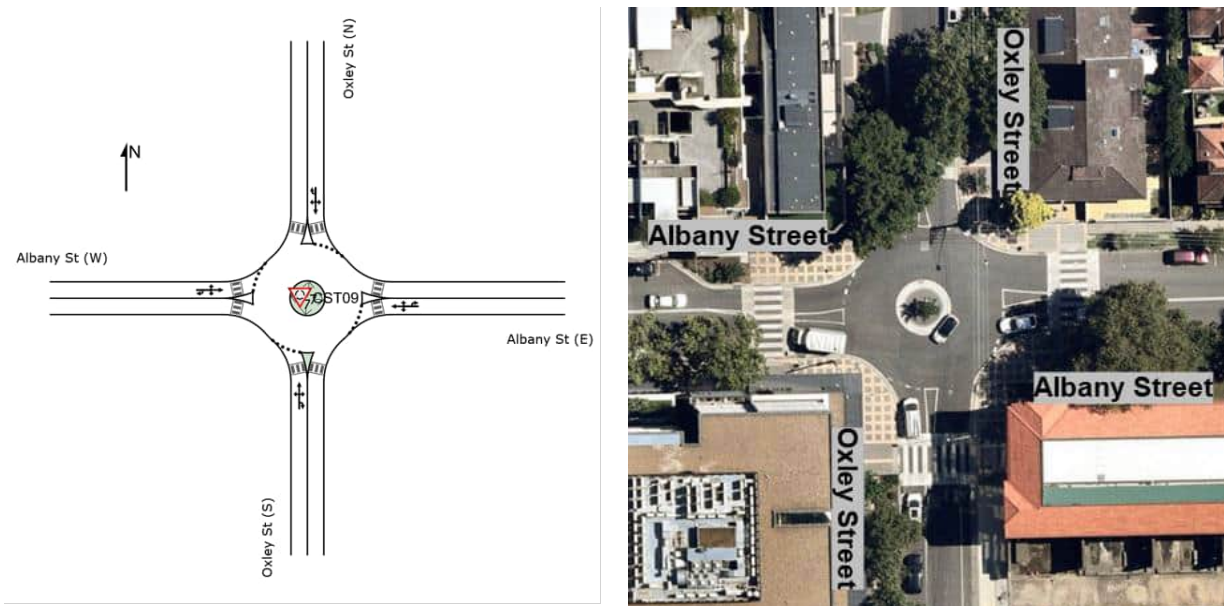 Oxley St (N)
N
Albany St (W)
CST09
Albany St (E)
Oxley St (S)
Oxley Street
Albany Street
Albany Street
Oxley Street